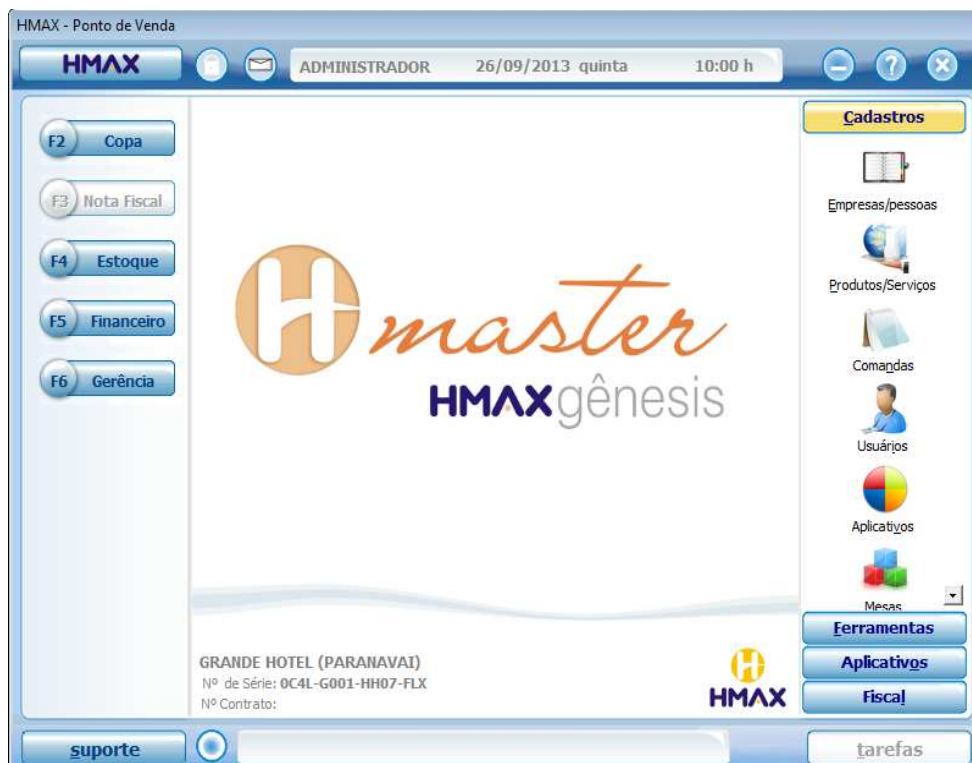 HMAX - Ponto de Venda
HMAX
ADMINISTRADOR 26/09/2013 quinta 10:00 h
F2 Copa
F3 Nota Fiscal
F4 Estoque
F5 Financeiro
F6 Gerência
H master
HMAX gênesis
GRANDE HOTEL (PARANAVAI)
Nº de Série: 0C4L-G001-HH07-FLX
Nº Contrato:
H
HMAX
Cadastros
Empresas/pessoas
Produtos/Serviços
Comandas
Usuários
Aplicativos
Mesas
Ferramentas
Aplicativos
Fiscal
suporte
tarefas